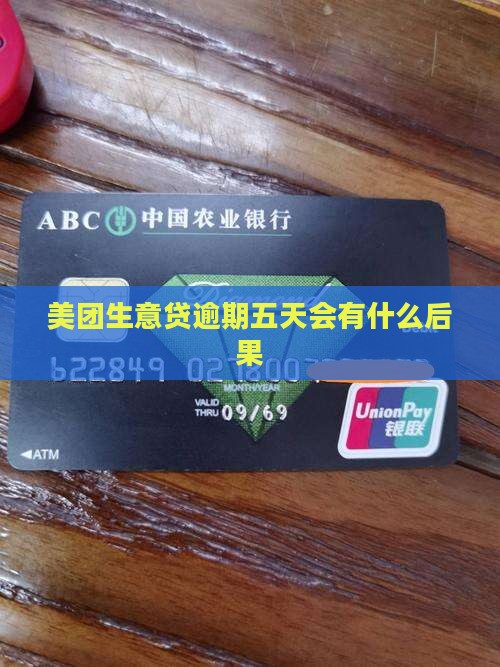 ABC 中国农业银行
美团生意贷逾期五天会有什么后
果
622849
MONTH/YEAR
VALID
THRU 09/69
UnionPay
银联
◄ATM